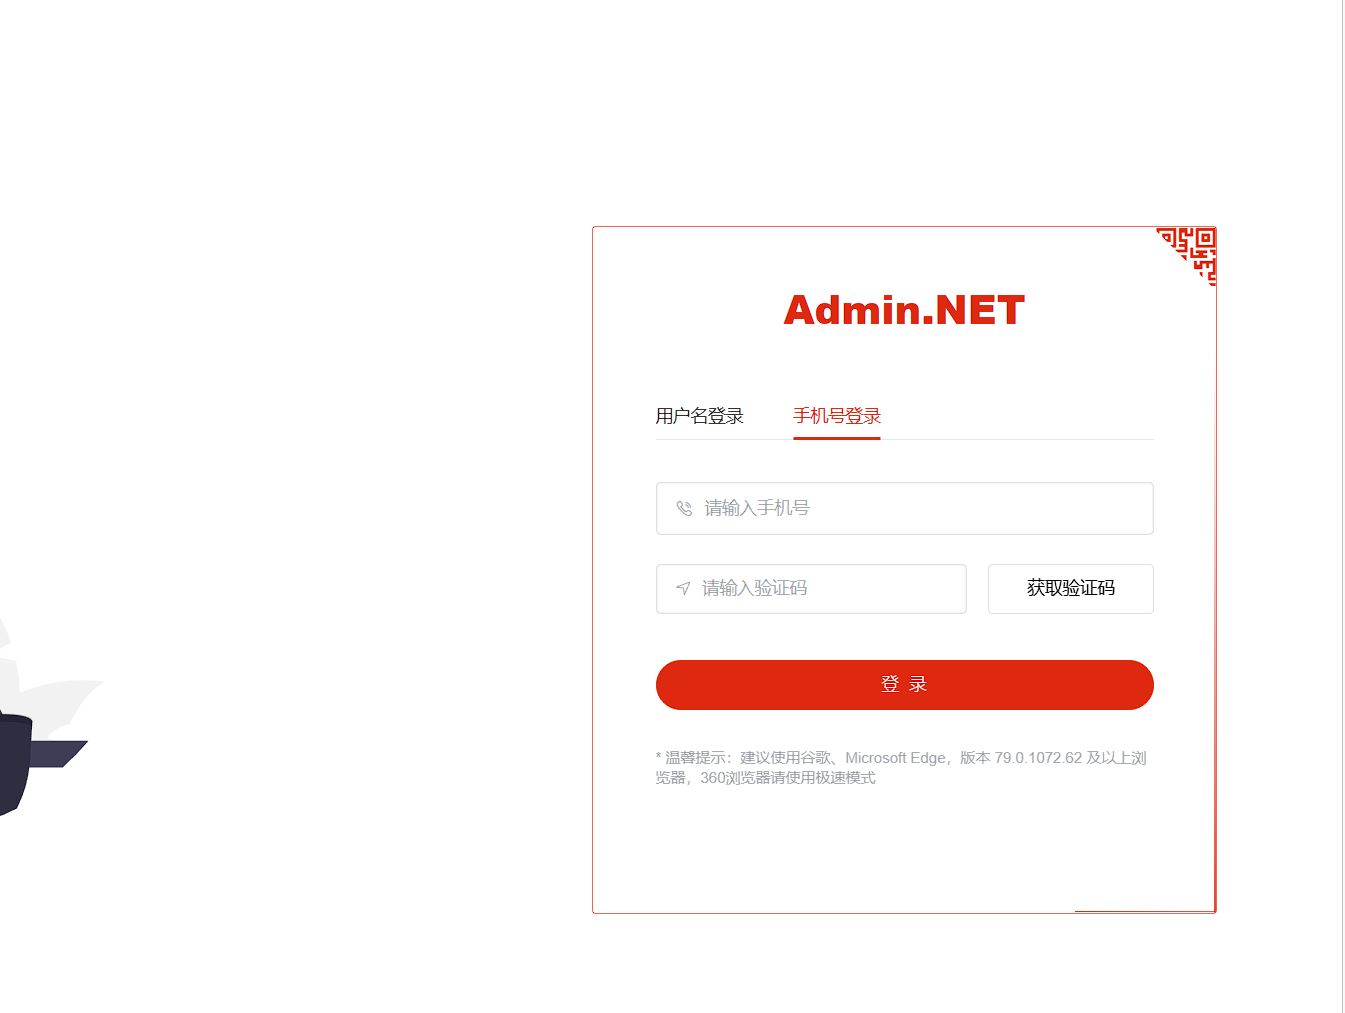 Admin.NET
用户名登录 手机号登录
请输入手机号
请输入验证码 获取验证码
登 录
* 温馨提示：建议使用谷歌、Microsoft Edge，版本 79.0.1072.62 及以上浏
览器，360浏览器请使用极速模式